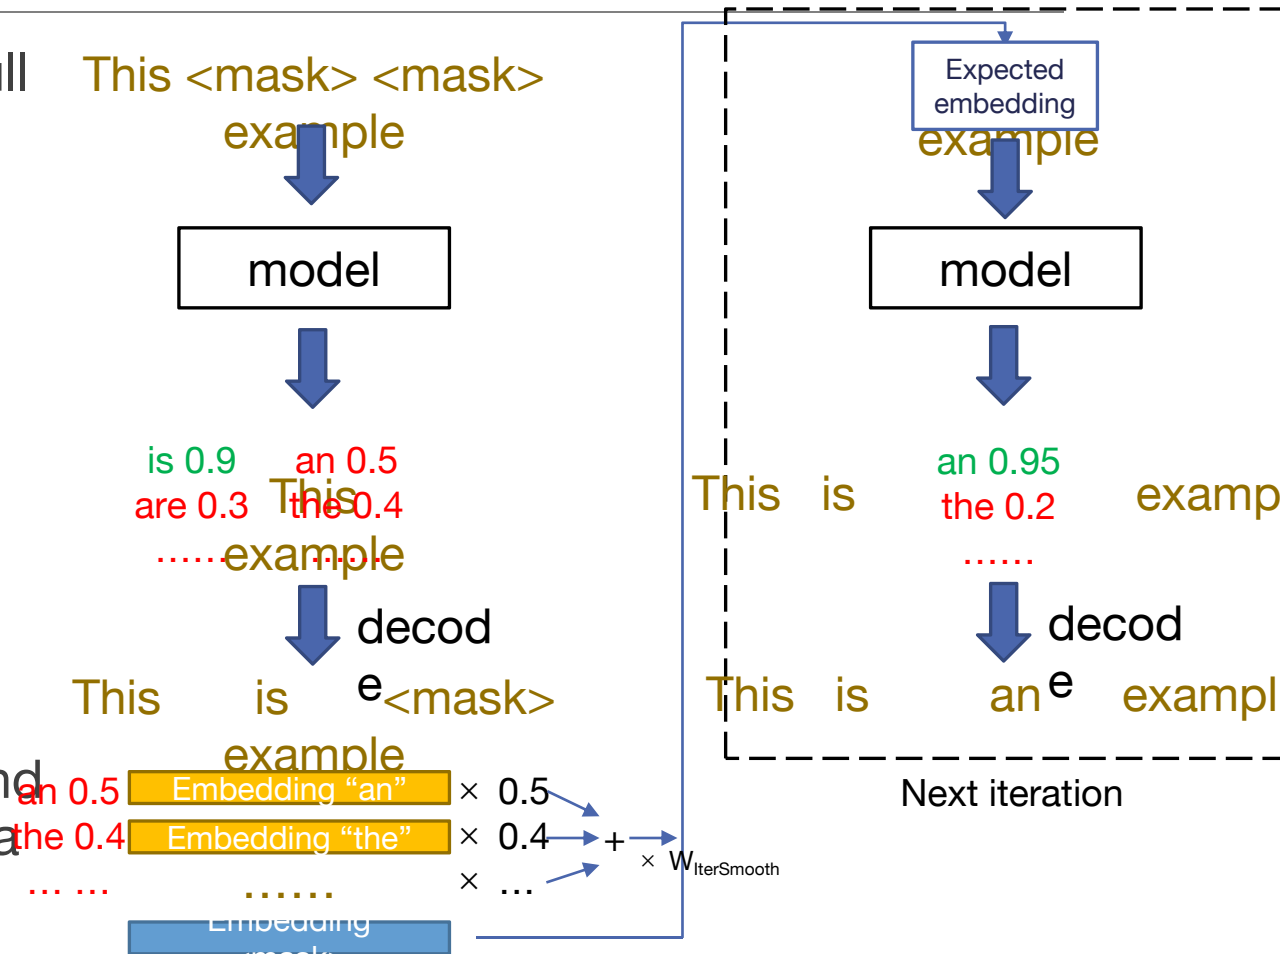 ull
This <mask> <mask>
example
model
is 0.9 an 0.5
are 0.3 the 0.4
This
...... ......
example
decod
e
This is <mask>
example
nd
an 0.5 Embedding “an” × 0.5
a
the 0.4 Embedding “the” × 0.4 +
× W IterSmooth
... ... ...... × ...
Embedding
<mask>
Expected
embedding
example
model
an 0.95
This is examp
the 0.2
......
decod
e
This is an exampl
Next iteration